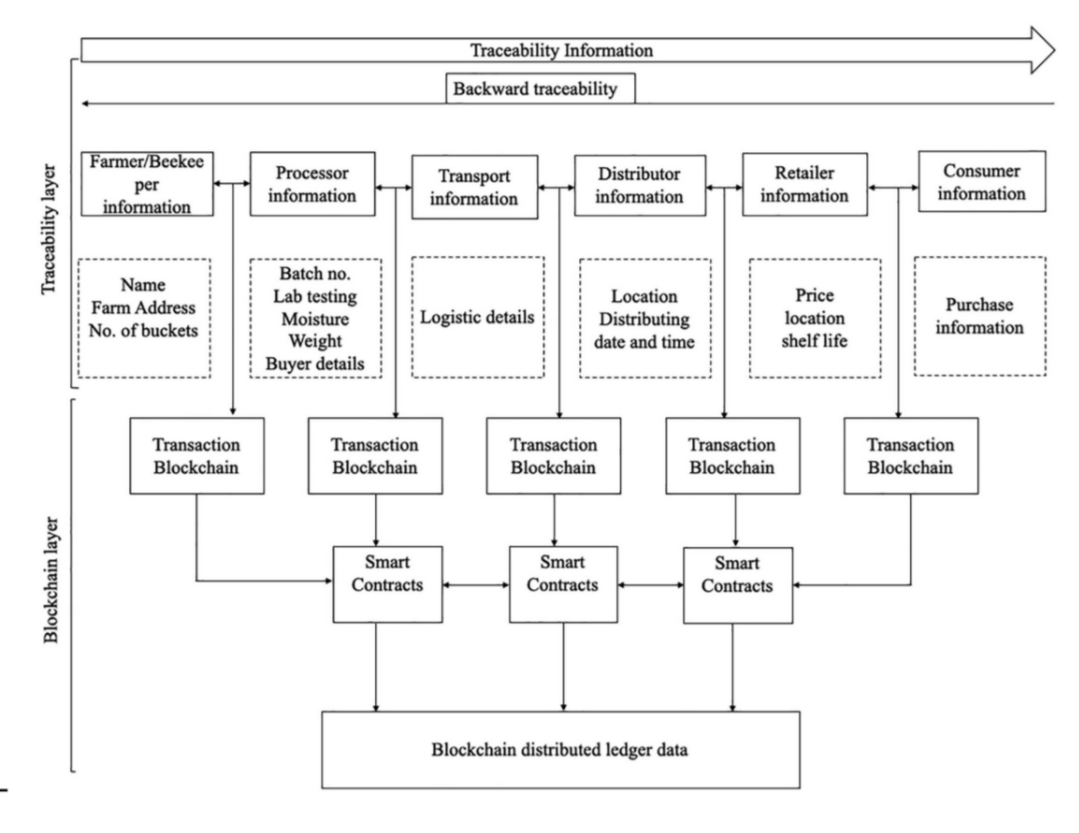 Traceability Information
Backward traceability
Traceability layer
Farmer/Beekee
per
information
Processor
information
Transport
information
Distributor
information
Retailer
information
Consumer
information
Name
Farm Address
No. of buckets
Batch no.
Lab testing
Moisture
Weight
Buyer details
Logistic details
Location
Distributing
date and time
Price
location
shelf life
Purchase
information
Blockchain layer
Transaction
Blockchain
Transaction
Blockchain
Transaction
Blockchain
Transaction
Blockchain
Transaction
Blockchain
Smart
Contracts
Smart
Contracts
Smart
Contracts
Blockchain distributed ledger data